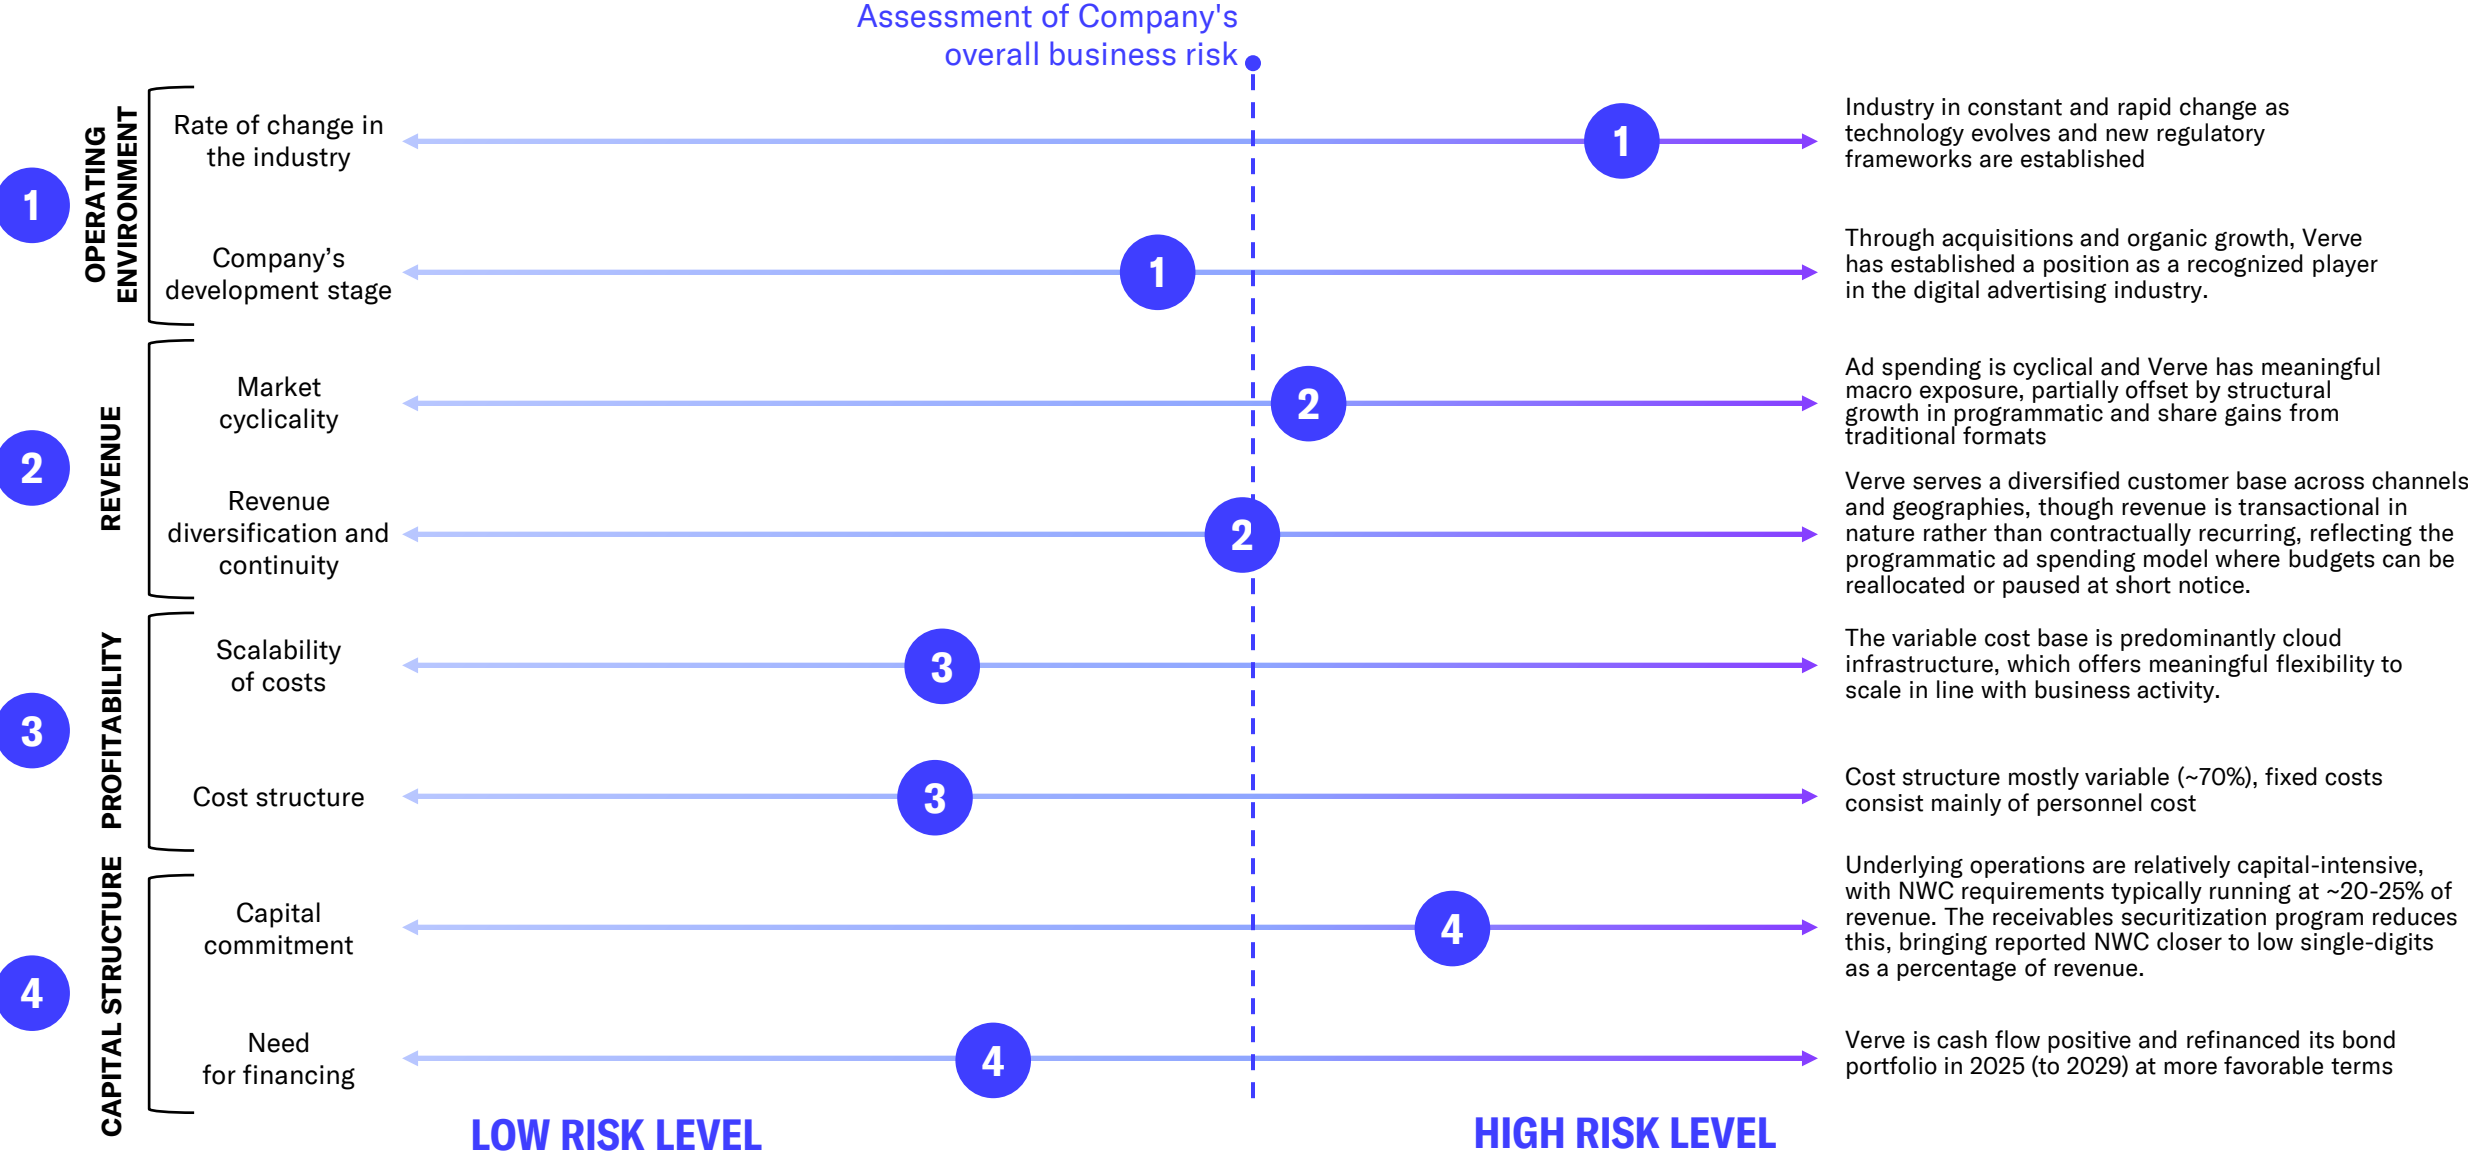 Assessment of Company's
overall business risk
1
OPERATING
ENVIRONMENT
Rate of change in
the industry
1
Industry in constant and rapid change as
technology evolves and new regulatory
frameworks are established
Company’s
development stage
1
Through acquisitions and organic growth, Verve
has established a position as a recognized player
in the digital advertising industry.
2
REVENUE
Market
cyclicality
2
Ad spending is cyclical and Verve has meaningful
macro exposure, partially offset by structural
growth in programmatic and share gains from
traditional formats
Revenue
diversification and
continuity
2
Verve serves a diversified customer base across channels
and geographies, though revenue is transactional in
nature rather than contractually recurring, reflecting the
programmatic ad spending model where budgets can be
reallocated or paused at short notice.
3
PROFITABILITY
Scalability
of costs
3
The variable cost base is predominantly cloud
infrastructure, which offers meaningful flexibility to
scale in line with business activity.
Cost structure
3
Cost structure mostly variable (~70%), fixed costs
consist mainly of personnel cost
4
CAPITAL STRUCTURE
Capital
commitment
4
Underlying operations are relatively capital-intensive,
with NWC requirements typically running at ~20-25% of
revenue. The receivables securitization program reduces
this, bringing reported NWC closer to low single-digits
as a percentage of revenue.
Need
for financing
4
Verve is cash flow positive and refinanced its bond
portfolio in 2025 (to 2029) at more favorable terms
LOW RISK LEVEL
HIGH RISK LEVEL